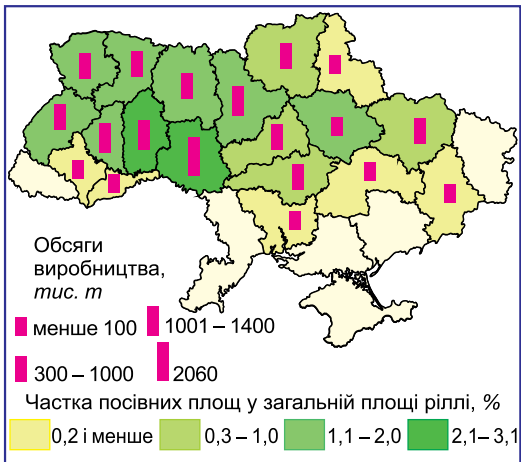 Обсяги
виробництва,
тис. т
менше 100
1001 – 1400
300 – 1000
2060
Частка посівних площ у загальній площі ріллі, %
0,2 і менше
0,3 – 1,0
1,1 – 2,0
2,1– 3,1